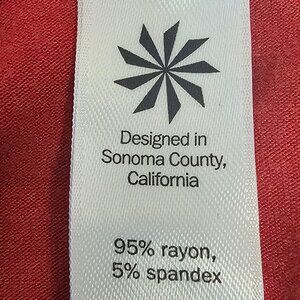 Designed in
Sonoma County,
California
95% rayon,
5% spandex